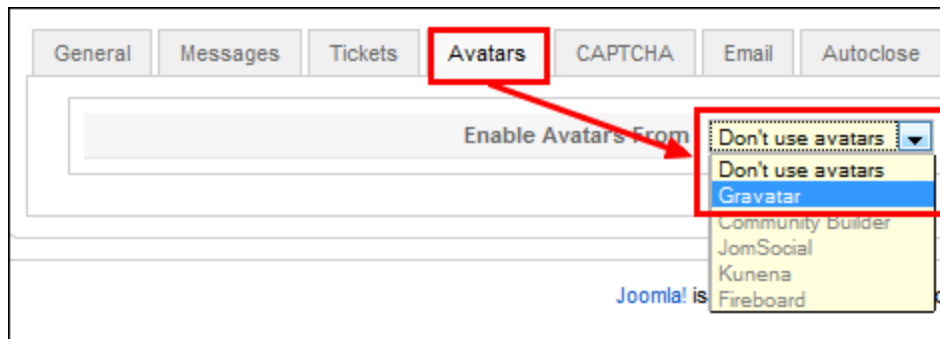 General Messages Tickets Avatars CAPTCHA Email Autoclose
Enable Avatars From Don't use avatars
Don't use avatars
Gravatar
Community Builder
JomSocial
Kunena
Joomla! is
Fireboard